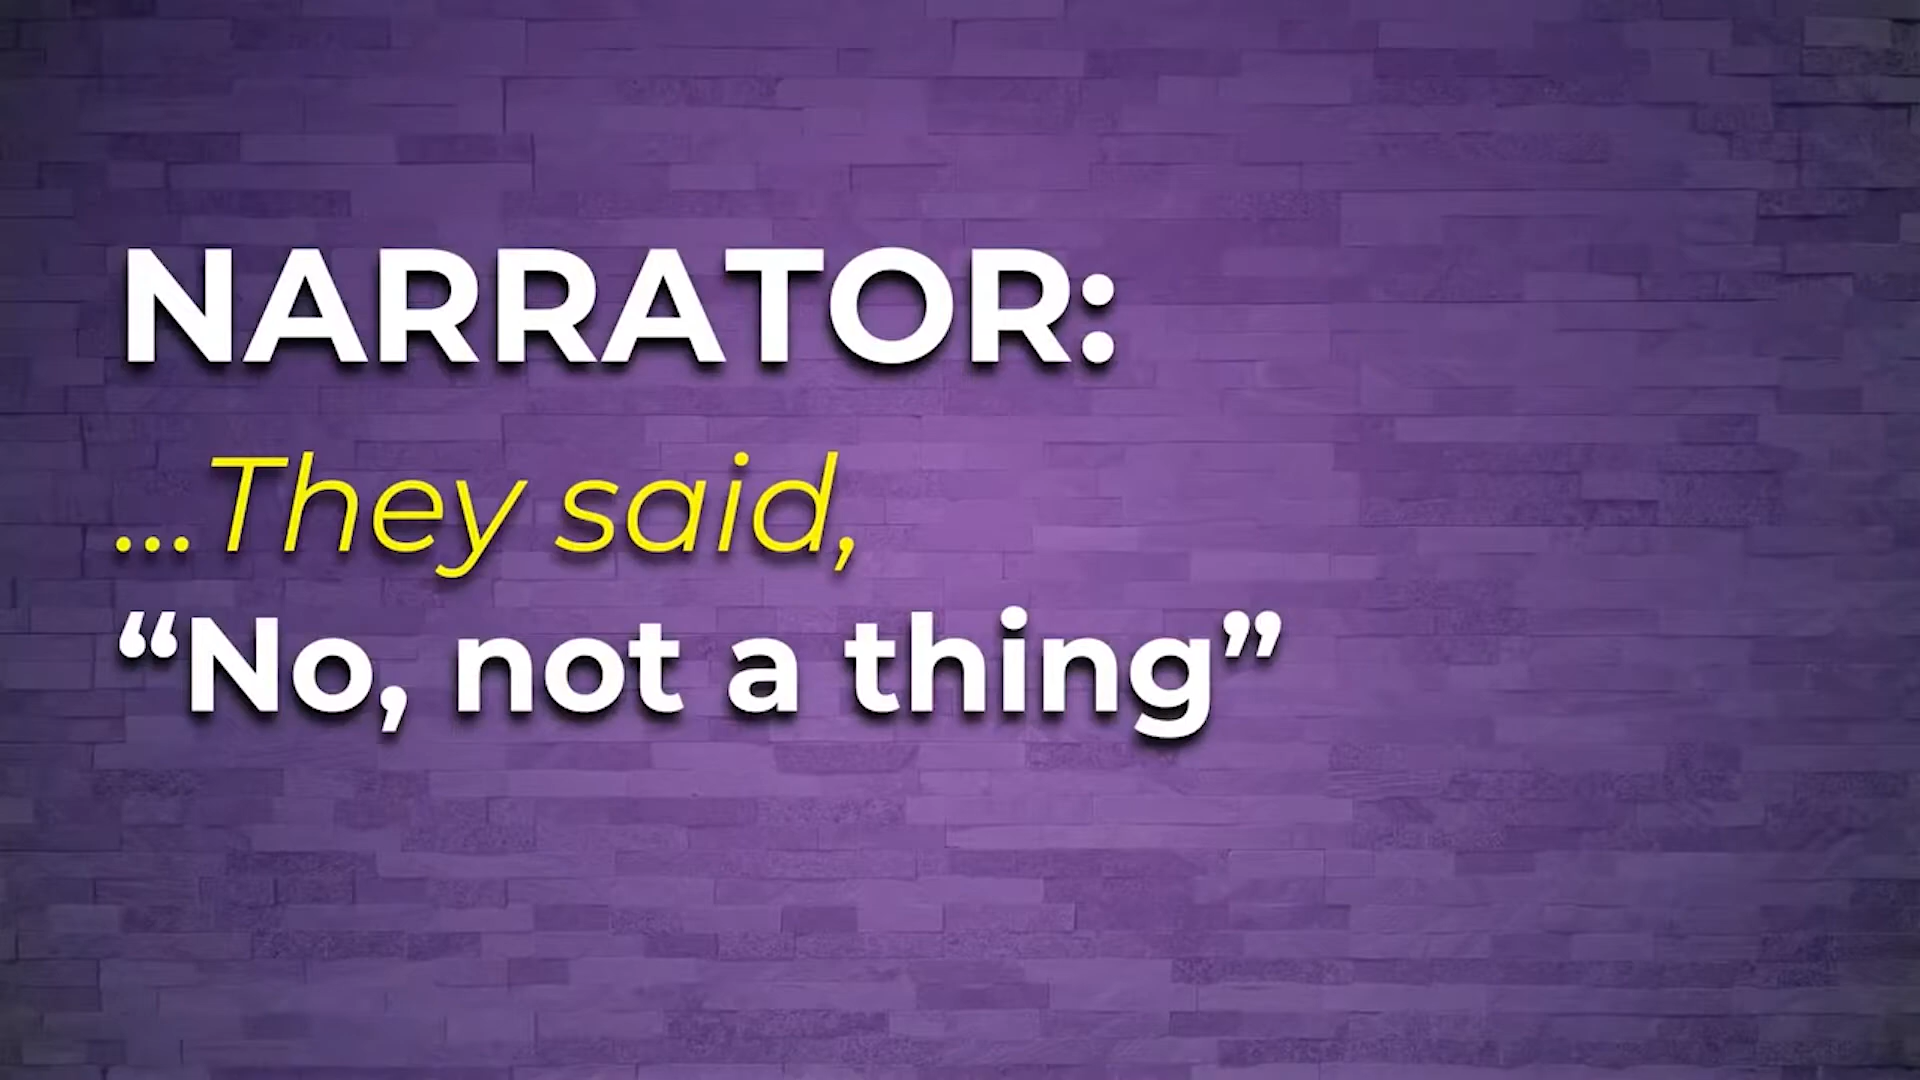 NARRATOR:
...They said,
“No, not a thing”